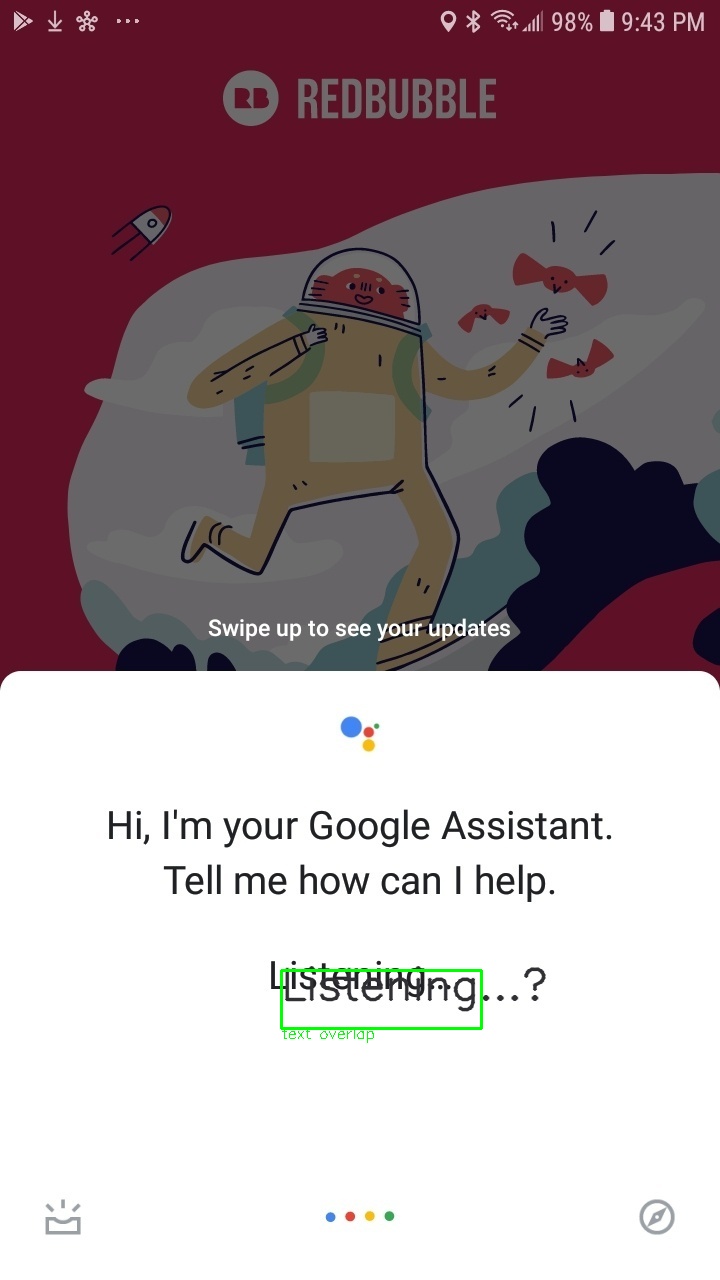 98% 9:43 PM
RB REDBUBBLE
Swipe up to see your updates
Hi, I'm your Google Assistant.
Tell me how can I help.
Listening...
Listening...?
text overlap